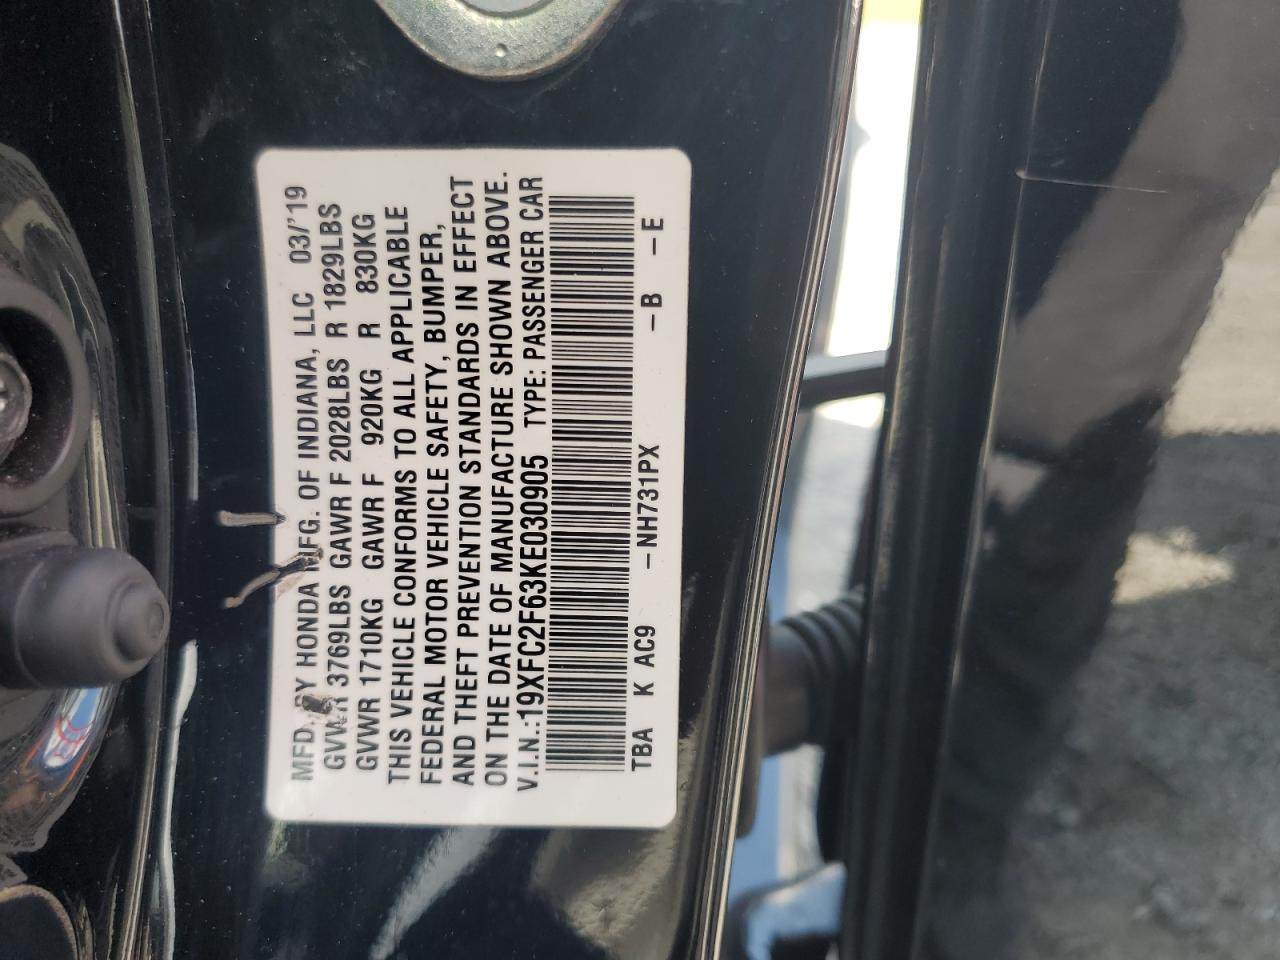 MFD. BY HONDA MFG. OF INDIANA, LLC 03/'19
GVWR 3769LBS GAWR F 2028LBS R 1829LBS
GVWR 1710KG GAWR F 920KG R 830KG
THIS VEHICLE CONFORMS TO ALL APPLICABLE
FEDERAL MOTOR VEHICLE SAFETY, BUMPER,
AND THEFT PREVENTION STANDARDS IN EFFECT
ON THE DATE OF MANUFACTURE SHOWN ABOVE.
V.I.N.:19XFC2F63KE030905 TYPE: PASSENGER CAR
TBA K AC9 -NH731PX -B -E